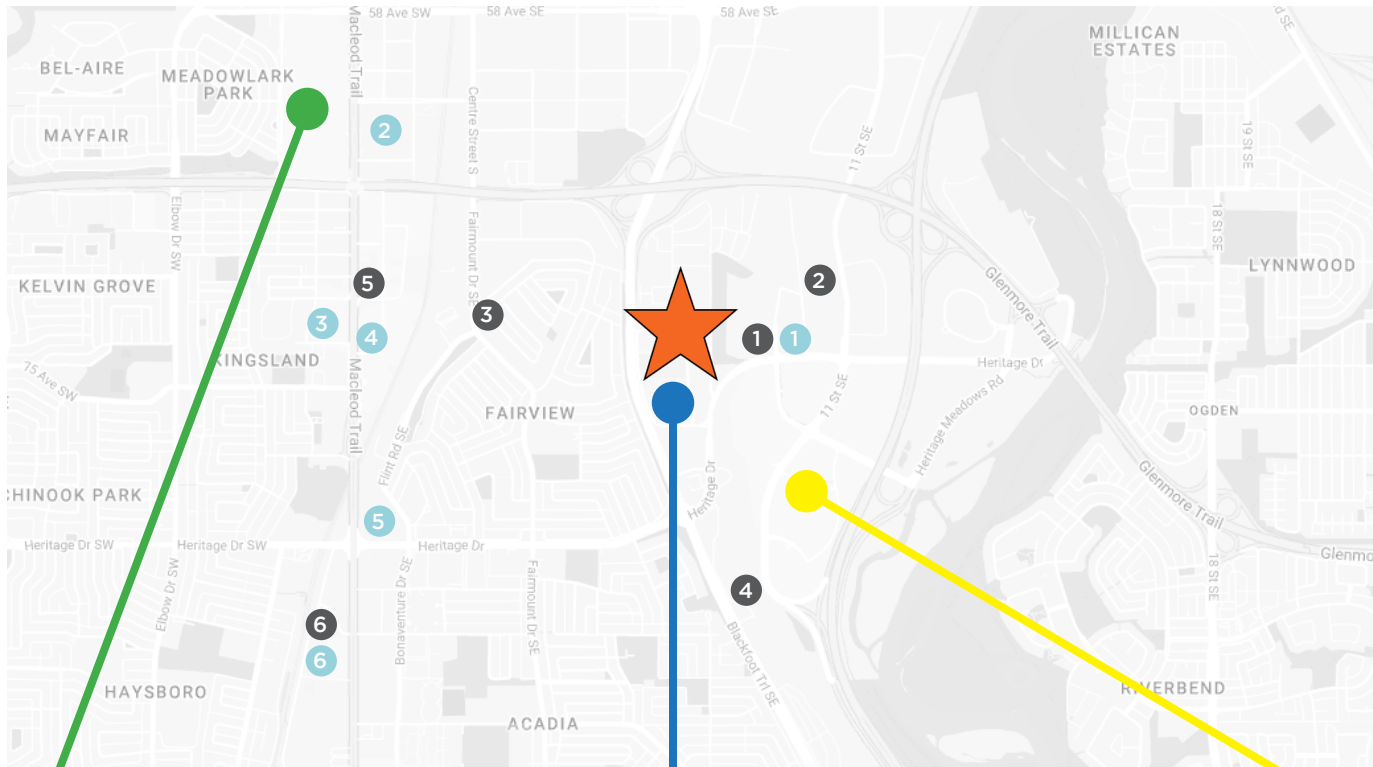 58 Ave SW
58 Ave SE
58 Ave SE
MILLICAN
ESTATES
BEL-AIRE
MEADOWLARK
PARK
Macleod Trail
MAYFAIR
2
Centre Street S
11 St SE
19 St SE
Elbow Dr SW
Fairmount Dr SE
18 St SE
KELVIN GROVE
5
2
LYNNWOOD
3
3
4
1
1
Glenmore Trail
KINGSLAND
Heritage Dr
75 Ave SW
Macleod Trail
FAIRVIEW
11 St SE
Heritage Meadows Rd
OGDEN
Flint Rd SE
CHINOOK PARK
Heritage Dr
Glenmore Trail
5
Heritage Dr SW
Heritage Dr SW
Heritage Dr
Glenmo
Elbow Dr SW
Bonaventure Dr SE
Fairmount Dr SE
18 St SE
4
6
6
Blackfoot Trl SE
HAYSBORO
RIVERBEND
ACADIA